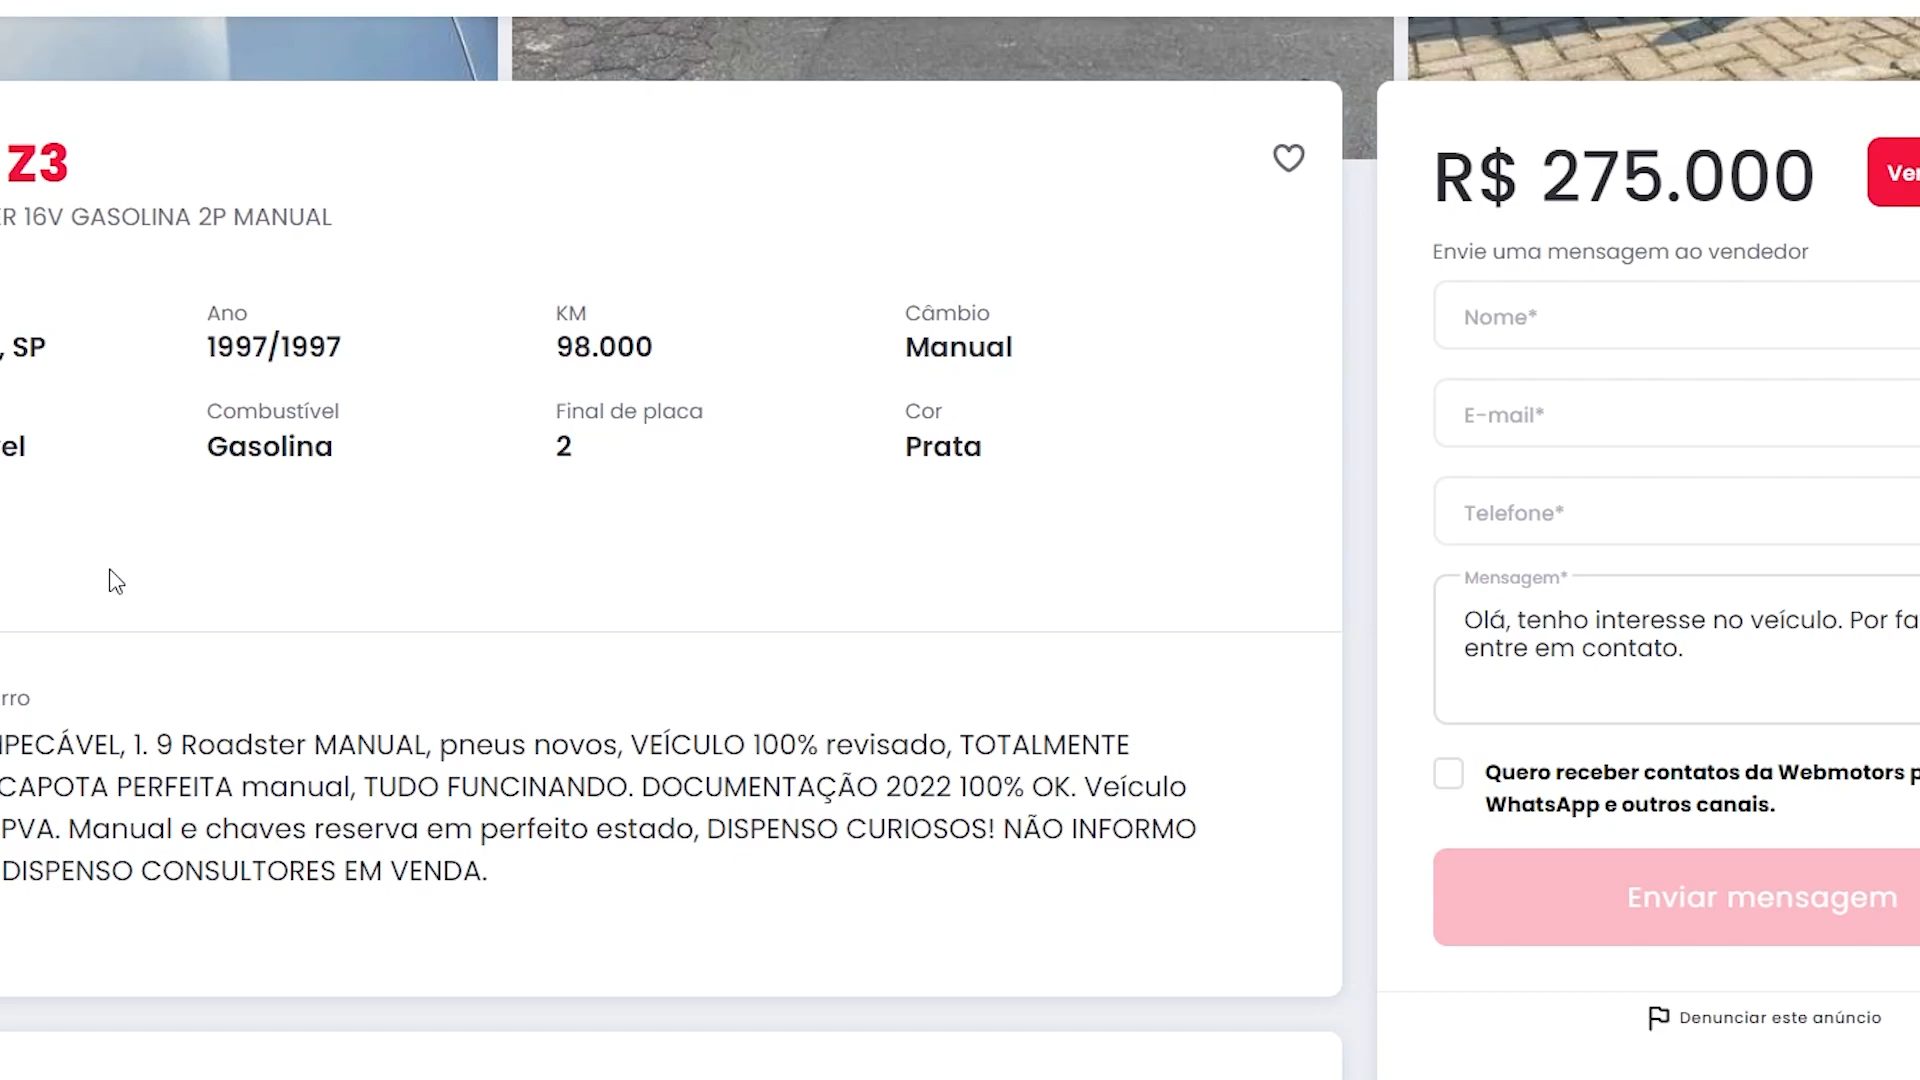 Z3
ER 16V GASOLINA 2P MANUAL
Ano
1997/1997
KM
98.000
Câmbio
Manual
, SP
Combustível
Gasolina
Final de placa
2
Cor
Prata
el
rro
IPECÁVEL, 1. 9 Roadster MANUAL, pneus novos, VEÍCULO 100% revisado, TOTALMENTE
CAPOTA PERFEITA manual, TUDO FUNCINANDO. DOCUMENTAÇÃO 2022 100% OK. Veículo
PVA. Manual e chaves reserva em perfeito estado, DISPENSO CURIOSOS! NÃO INFORMO
DISPENSO CONSULTORES EM VENDA.
R$ 275.000
Ver
Envie uma mensagem ao vendedor
Nome*
E-mail*
Telefone*
Mensagem*
Olá, tenho interesse no veículo. Por fa
entre em contato.
Quero receber contatos da Webmotors p
WhatsApp e outros canais.
Enviar mensagem
Denunciar este anúncio